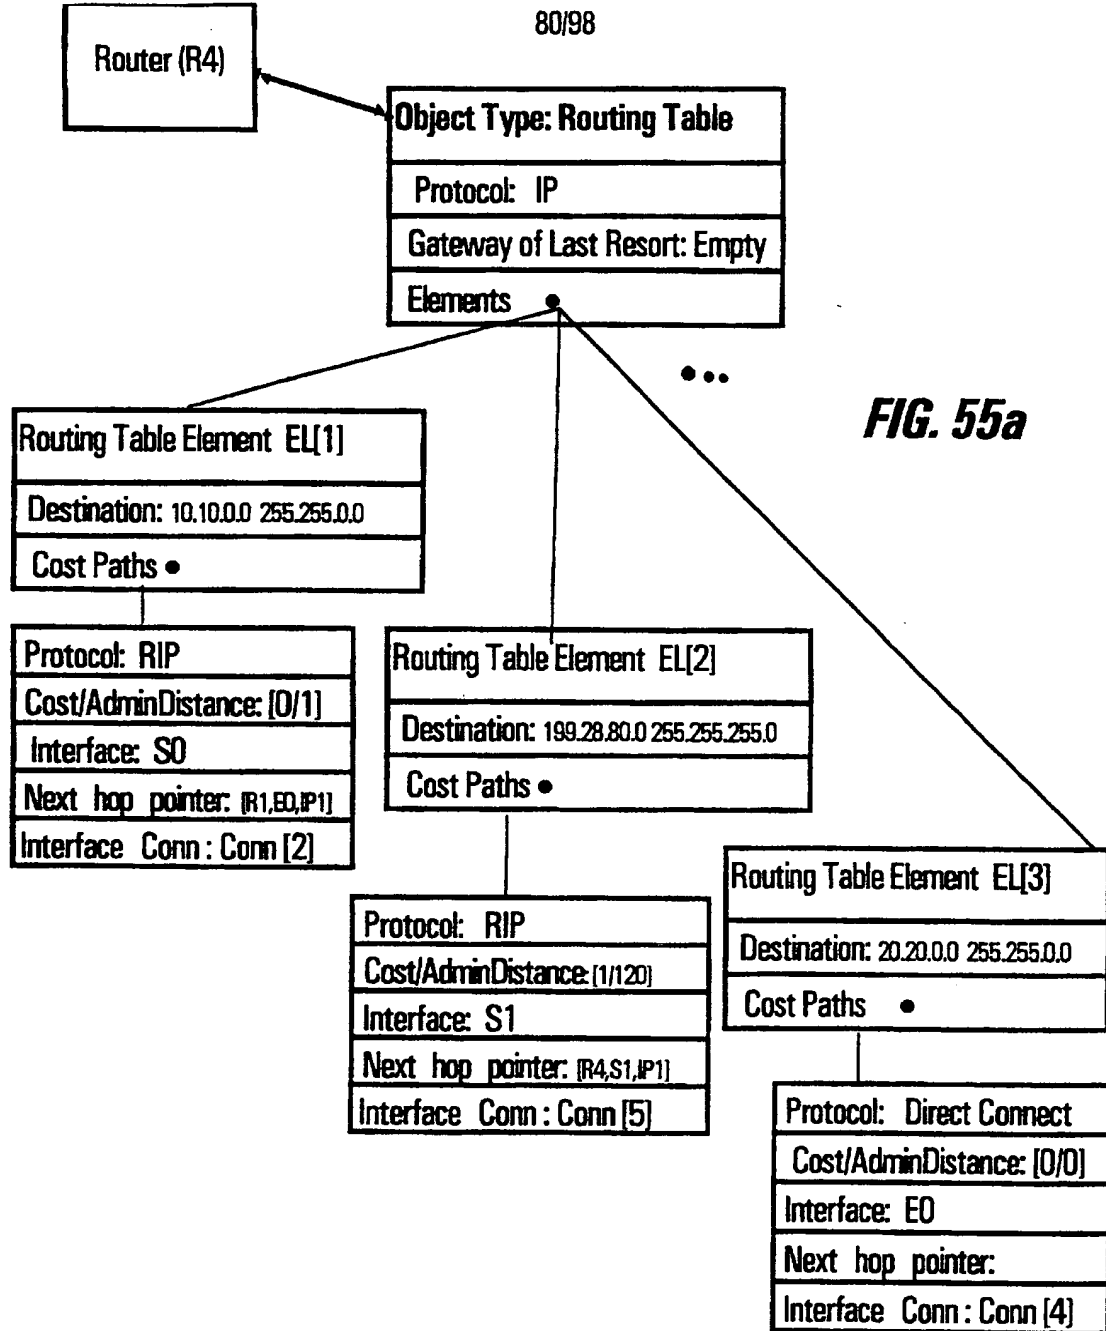 80/98
Router (R4)
Object Type: Routing Table
Protocol: IP
Gateway of Last Resort: Empty
Elements
FIG. 55a
Routing Table Element EL[1]
Destination: 10.10.0.0 255.255.0.0
Cost Paths
Protocol: RIP
Cost/AdminDistance: [0/1]
Interface: S0
Next hop pointer: [R1,E0,IP1]
Interface Conn : Conn [2]
Routing Table Element EL[2]
Destination: 199.28.80.0 255.255.255.0
Cost Paths
Protocol: RIP
Cost/AdminDistance: [1/120]
Interface: S1
Next hop pointer: [R4,S1,IP1]
Interface Conn : Conn [5]
Routing Table Element EL[3]
Destination: 20.20.0.0 255.255.0.0
Cost Paths
Protocol: Direct Connect
Cost/AdminDistance: [0/0]
Interface: E0
Next hop pointer:
Interface Conn : Conn [4]